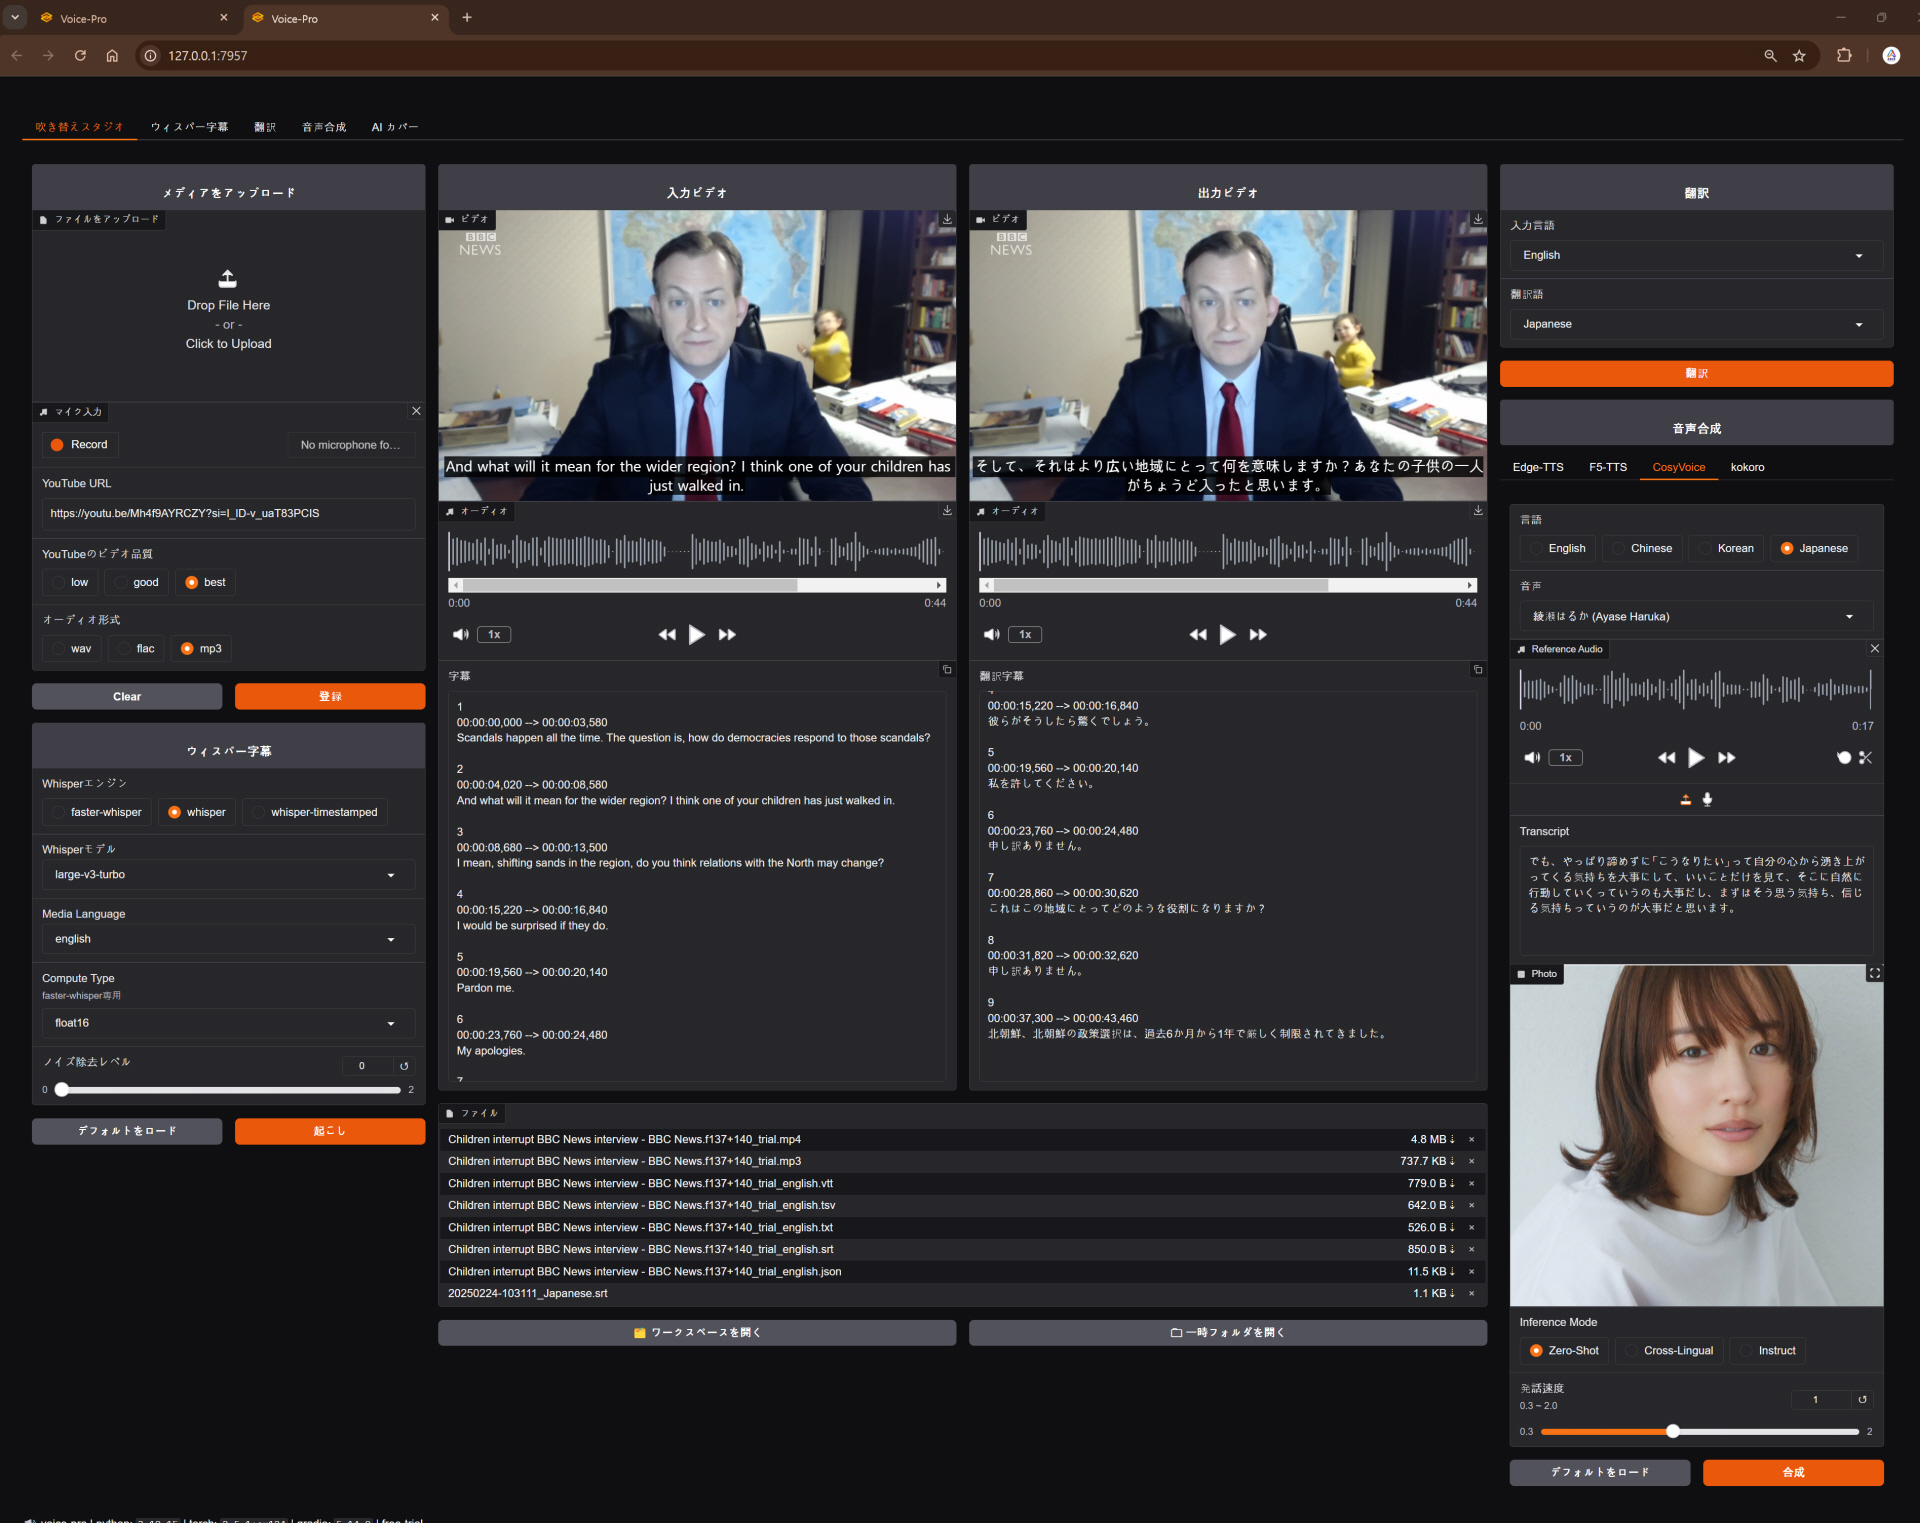 Voice-Pro
Voice-Pro
127.0.0.1:7957
吹き替えスタジオ
ウィスパー字幕
翻訳
音声合成
AI カバー
メディアをアップロード
ファイルをアップロード
Drop File Here
- or -
Click to Upload
マイク入力
Record
No microphone fo...
YouTube URL
https://youtu.be/Mh4f9AYRCZY?si=I_ID-v_uaT83PCIS
YouTubeのビデオ品質
low
good
best
オーディオ形式
wav
flac
mp3
Clear
登録
ウィスパー字幕
Whisperエンジン
faster-whisper
whisper
whisper-timestamped
Whisperモデル
large-v3-turbo
Media Language
english
Compute Type
faster-whisper専用
float16
ノイズ除去レベル
0
0
2
デフォルトをロード
起こし
入力ビデオ
ビデオ
BBC
NEWS
And what will it mean for the wider region? I think one of your children has
just walked in.
オーディオ
0:00
0:44
1x
字幕
1
00:00:00,000 --> 00:00:03,580
Scandals happen all the time. The question is, how do democracies respond to those scandals?
2
00:00:04,020 --> 00:00:08,580
And what will it mean for the wider region? I think one of your children has just walked in.
3
00:00:08,680 --> 00:00:13,500
I mean, shifting sands in the region, do you think relations with the North may change?
4
00:00:15,220 --> 00:00:16,840
I would be surprised if they do.
5
00:00:19,560 --> 00:00:20,140
Pardon me.
6
00:00:23,760 --> 00:00:24,480
My apologies.
7
出力ビデオ
ビデオ
BBC
NEWS
そして、それはより広い地域にとって何を意味しますか？あなたの子供の一人
がちょうど入ったと思います。
オーディオ
0:00
0:44
1x
翻訳字幕
4
00:00:15,220 --> 00:00:16,840
彼らがそうしたら驚くでしょう。
5
00:00:19,560 --> 00:00:20,140
私を許してください。
6
00:00:23,760 --> 00:00:24,480
申し訳ありません。
7
00:00:28,860 --> 00:00:30,620
これはこの地域にとってどのような役割になりますか？
8
00:00:31,820 --> 00:00:32,620
申し訳ありません。
9
00:00:37,300 --> 00:00:43,460
北朝鮮、北朝鮮の政策選択は、過去6か月から1年で厳しく制限されてきました。
ファイル
Children interrupt BBC News interview - BBC News.f137+140_trial.mp4 4.8 MB ⇣ ×
Children interrupt BBC News interview - BBC News.f137+140_trial.mp3 737.7 KB ⇣ ×
Children interrupt BBC News interview - BBC News.f137+140_trial_english.vtt 779.0 B ⇣ ×
Children interrupt BBC News interview - BBC News.f137+140_trial_english.tsv 642.0 B ⇣ ×
Children interrupt BBC News interview - BBC News.f137+140_trial_english.txt 526.0 B ⇣ ×
Children interrupt BBC News interview - BBC News.f137+140_trial_english.srt 850.0 B ⇣ ×
Children interrupt BBC News interview - BBC News.f137+140_trial_english.json 11.5 KB ⇣ ×
20250224-103111_Japanese.srt 1.1 KB ⇣ ×
ワークスペースを開く
一時フォルダを開く
翻訳
入力言語
English
翻訳語
Japanese
翻訳
音声合成
Edge-TTS
F5-TTS
CosyVoice
kokoro
言語
English
Chinese
Korean
Japanese
音声
綾瀬はるか (Ayase Haruka)
Reference Audio
0:00
0:17
1x
Transcript
でも、やっぱり諦めずに「こうなりたい」って自分の心から湧き上が
ってくる気持ちを大事にして、いいことだけを見て、そこに自然に
行動していくっていうのも大事だし、まずはそう思う気持ち、信じ
る気持ちっていうのが大事だと思います。
Photo
Inference Mode
Zero-Shot
Cross-Lingual
Instruct
発話速度
0.3 ~ 2.0
1
0.3
2
デフォルトをロード
合成